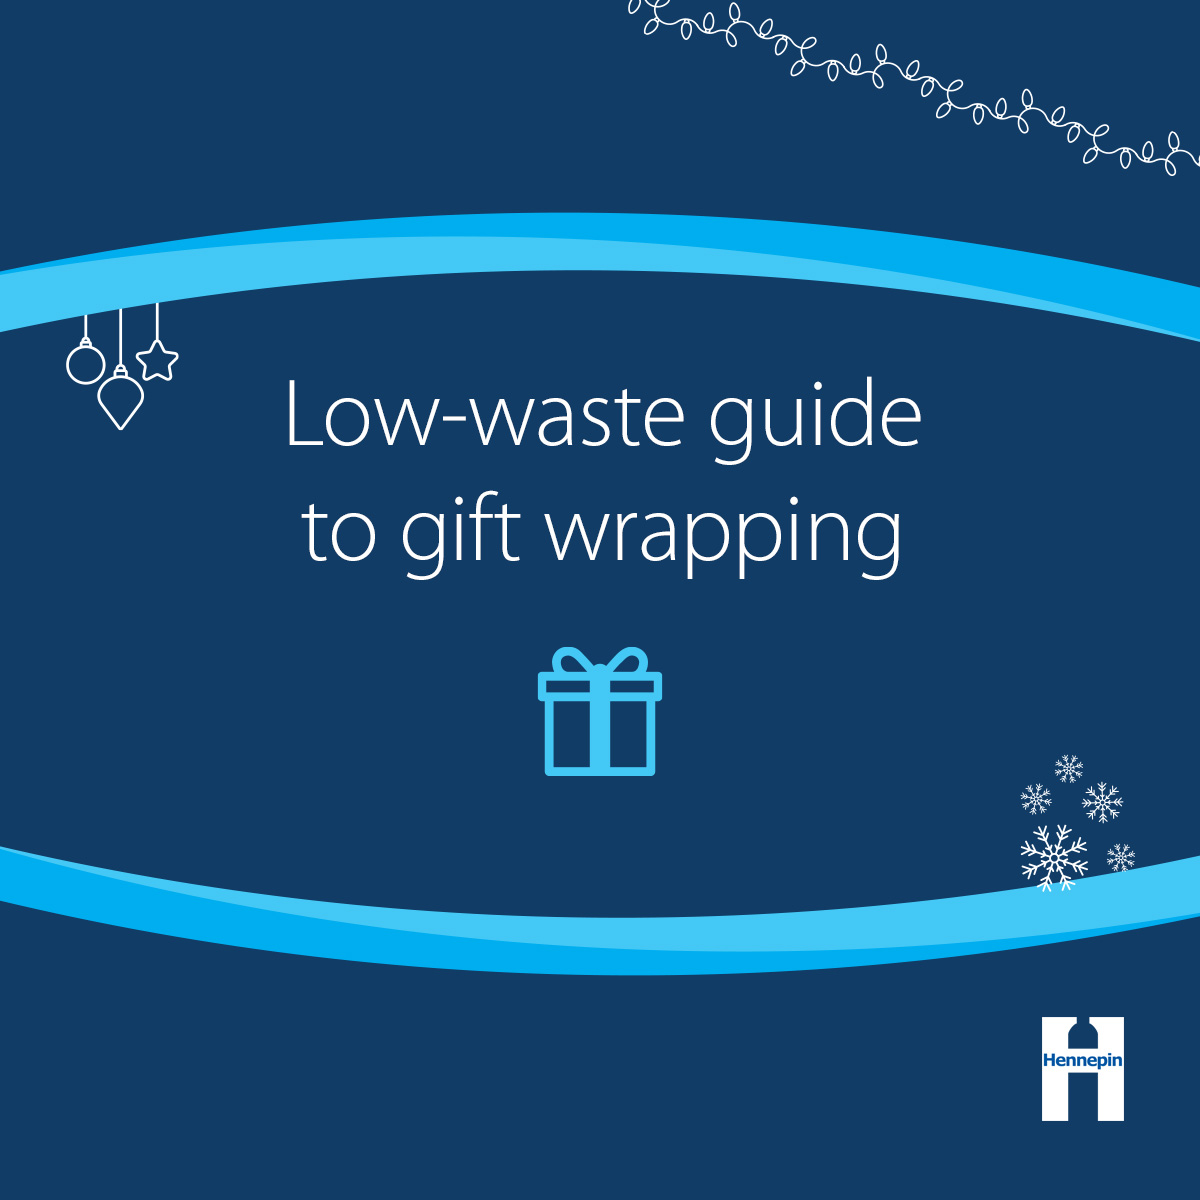 Low-waste guide
to gift wrapping
Hennepin